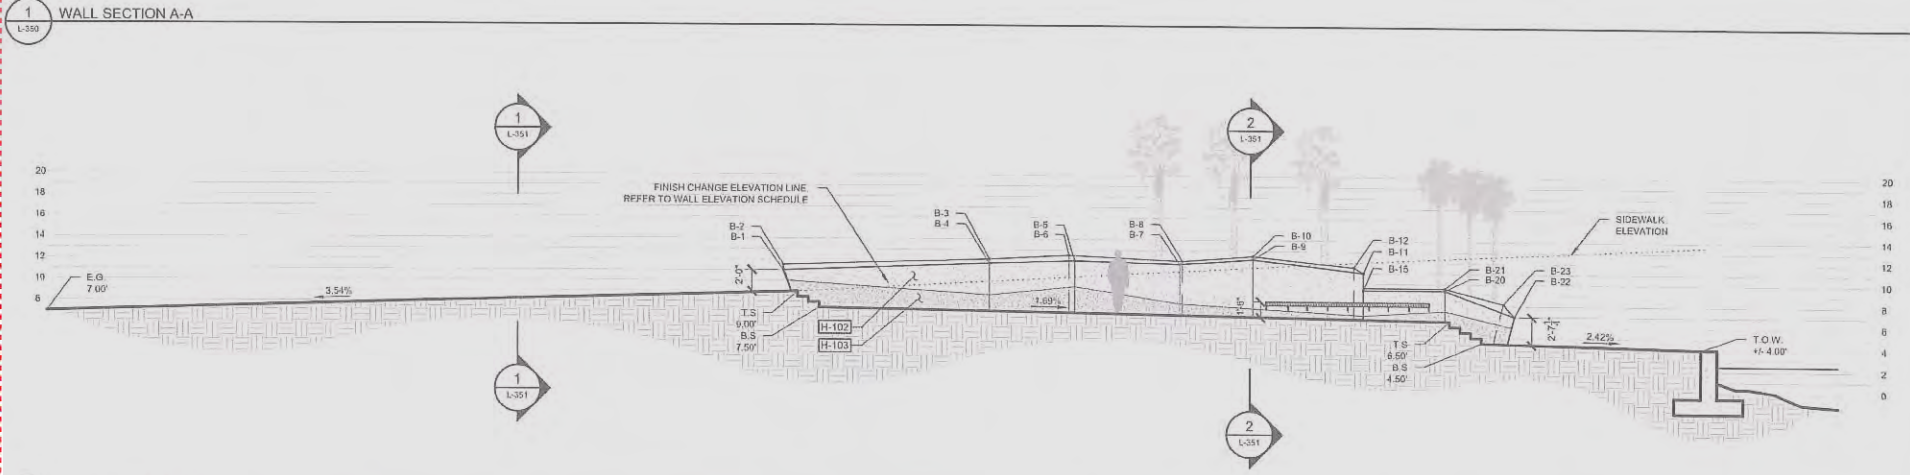 1
L-350
WALL SECTION A-A
1
L-351
2
L-351
20
18
16
14
12
10
8
E.G.
7.00'
3.54%
FINISH CHANGE ELEVATION LINE,
REFER TO WALL ELEVATION SCHEDULE
B-2
B-1
2'-0"
T.S
9.00'
B.S
7.50'
H-102
H-103
B-3
B-4
B-5
B-6
1.69%
B-8
B-7
B-10
B-9
1'-6"
B-12
B-11
B-15
B-21
B-20
B-23
B-22
T.S
6.50'
B.S
4.50'
2.42%
SIDEWALK
ELEVATION
T.O.W.
+/- 4.00'
20
18
16
14
12
10
8
6
4
2
0
1
L-351
2
L-351